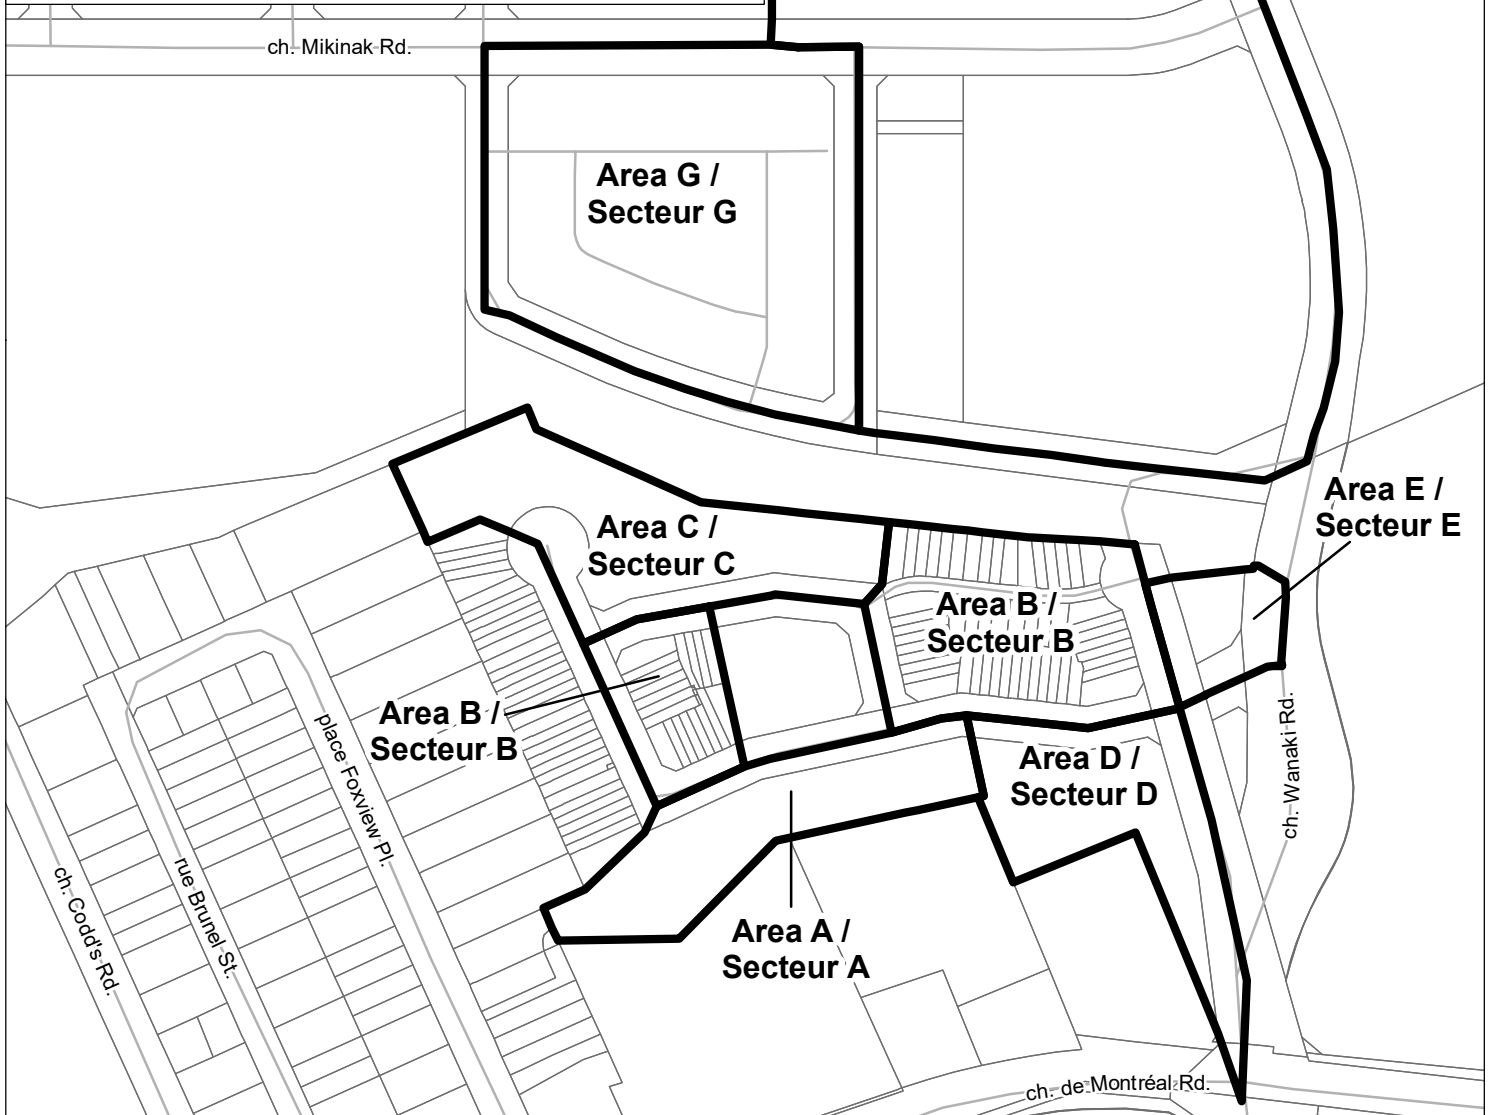 ch. Mikinak Rd.
Area G /
Secteur G
Area E /
Secteur E
Area C /
Secteur C
Area B /
Secteur B
Area B /
Secteur B
Area D /
Secteur D
place Foxview Pl.
ch. Wanaki Rd.
rue Brunel St.
ch. Codd's Rd.
Area A /
Secteur A
ch. de Montréal Rd.